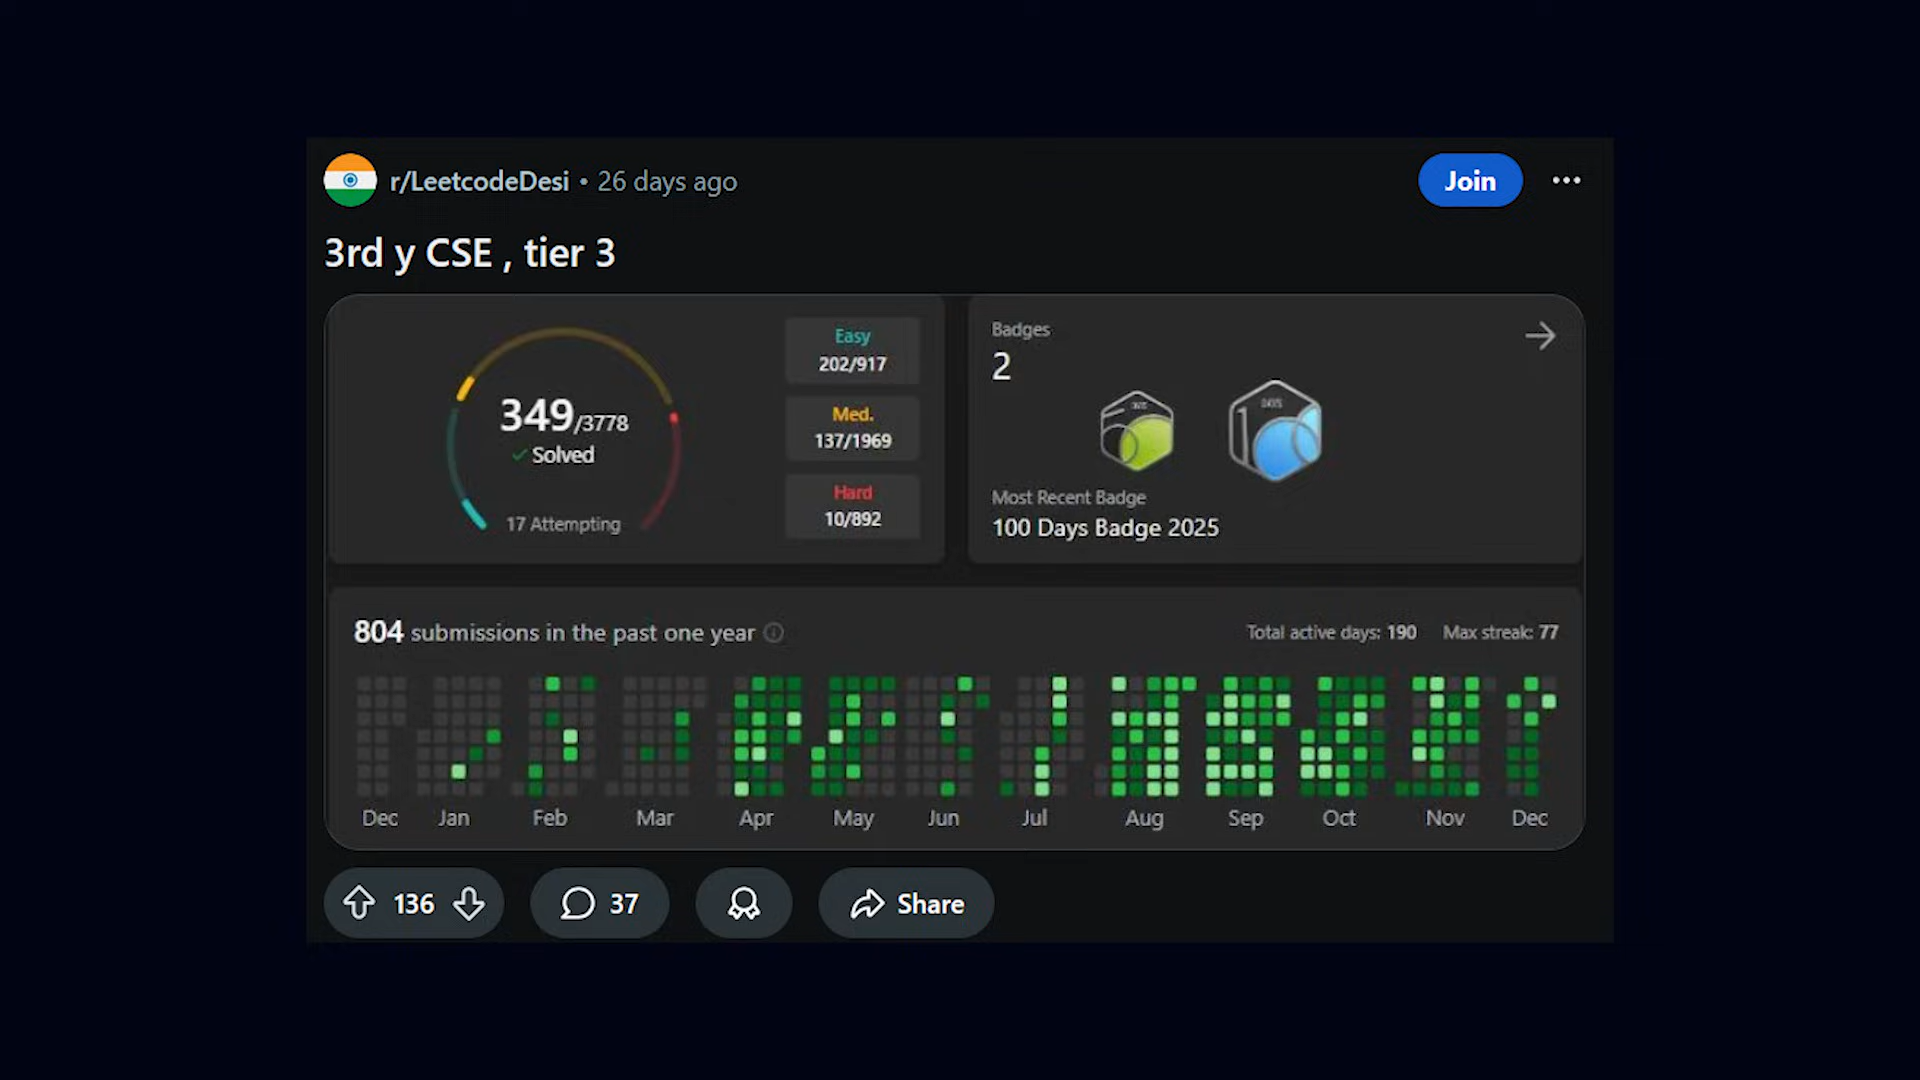 r/LeetcodeDesi • 26 days ago
Join
3rd y CSE , tier 3
349/3778
Solved
17 Attempting
Easy
202/917
Med.
137/1969
Hard
10/892
Badges
2
Most Recent Badge
100 Days Badge 2025
804 submissions in the past one year
Total active days: 190 Max streak: 77
Dec Jan Feb Mar Apr May Jun Jul Aug Sep Oct Nov Dec
136
37
Share